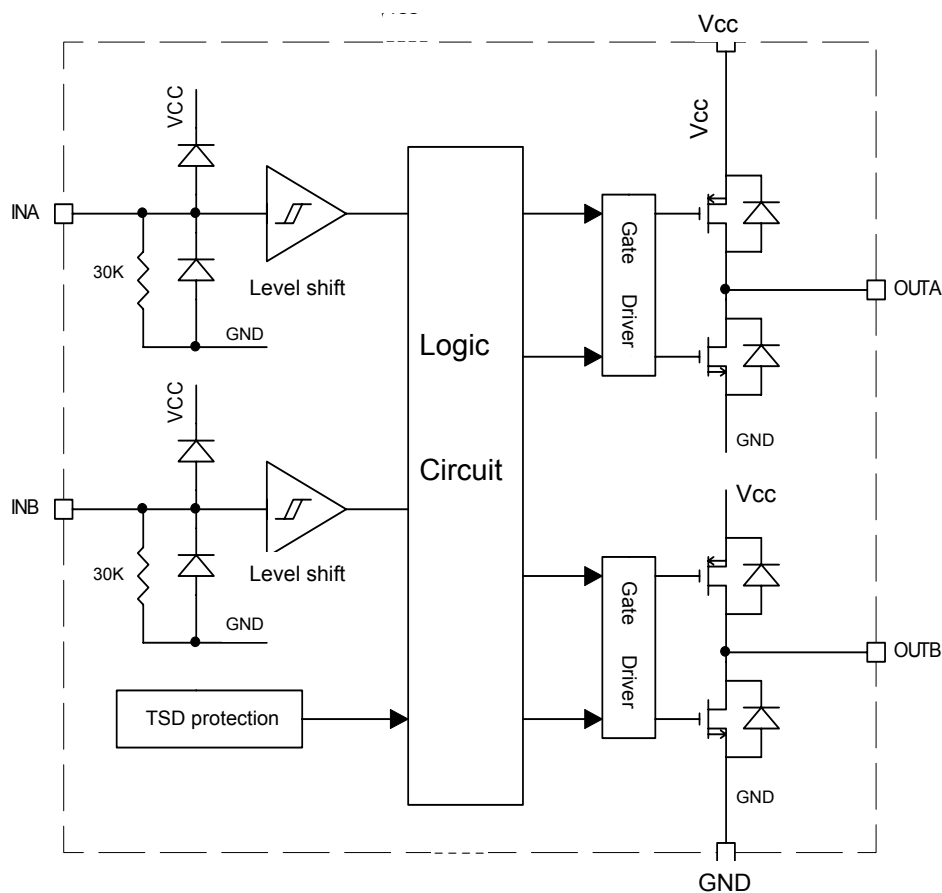 Vcc
VCC
Vcc
INA
30K
Level shift
GND
Gate Driver
OUTA
Logic Circuit
GND
VCC
INB
30K
Level shift
GND
Vcc
Gate Driver
OUTB
TSD protection
GND
GND